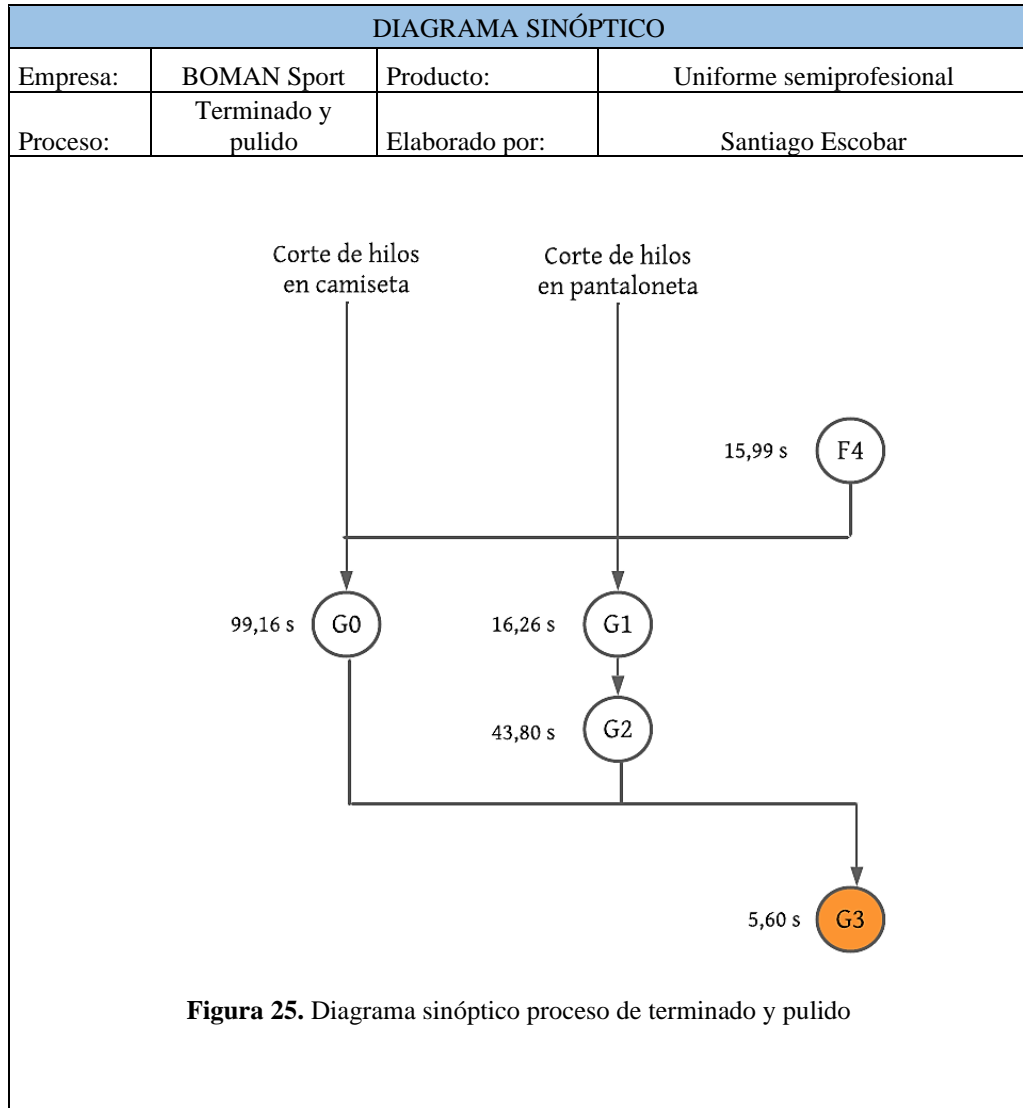 DIAGRAMA SINÓPTICO
Empresa: BOMAN Sport Producto: Uniforme semiprofesional
Proceso: Terminado y pulido Elaborado por: Santiago Escobar
Corte de hilos
en camiseta
Corte de hilos
en pantaloneta
15,99 s F4
99,16 s G0 16,26 s G1
43,80 s G2
5,60 s G3
Figura 25. Diagrama sinóptico proceso de terminado y pulido